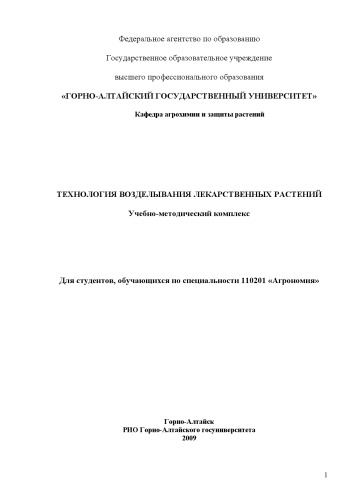 Федеральное агентство по образованию
Государственное образовательное учреждение
высшего профессионального образования
«ГОРНО-АЛТАЙСКИЙ ГОСУДАРСТВЕННЫЙ УНИВЕРСИТЕТ»
Кафедра агрохимии и защиты растений
ТЕХНОЛОГИЯ ВОЗДЕЛЫВАНИЯ ЛЕКАРСТВЕННЫХ РАСТЕНИЙ
Учебно-методический комплекс
Для студентов, обучающихся по специальности 110201 «Агрономия»
Горно-Алтайск
РИО Горно-Алтайского госуниверситета
2009
1